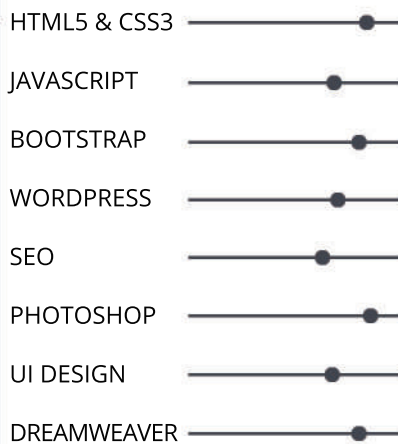 HTML5 & CSS3
JAVASCRIPT
BOOTSTRAP
WORDPRESS
SEO
PHOTOSHOP
UI DESIGN
DREAMWEAVER